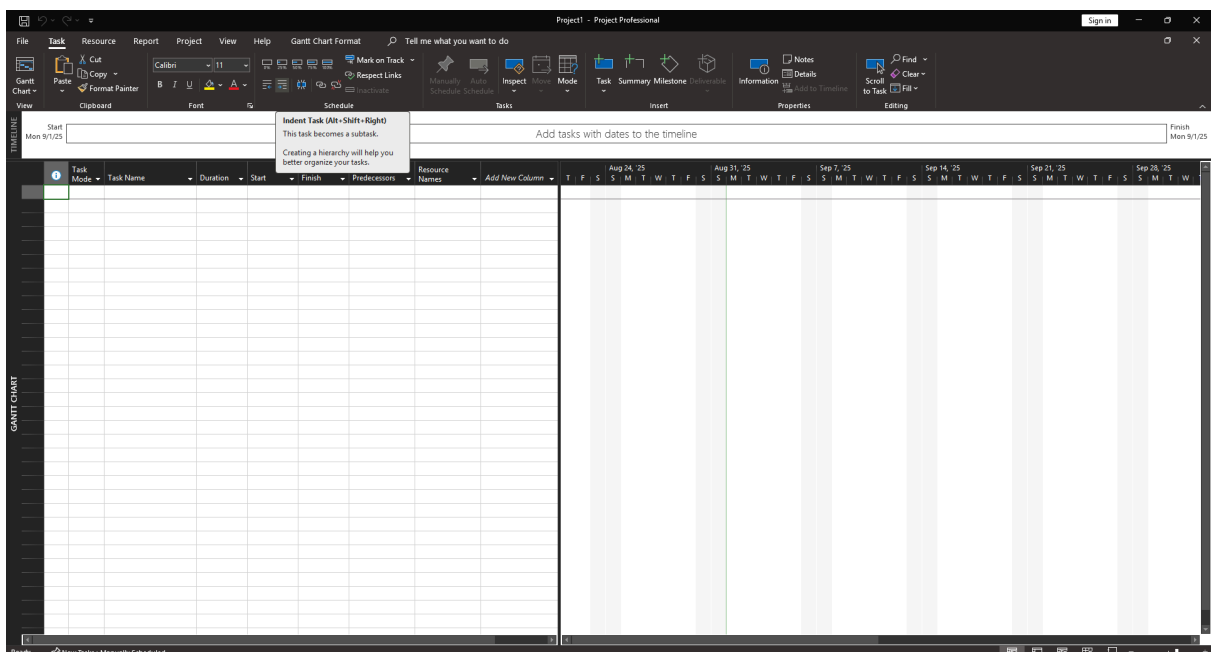 Project1 - Project Professional
Sign in
File Task Resource Report Project View Help Gantt Chart Format Tell me what you want to do
Gantt Chart
Paste
Cut
Copy
Format Painter
Calibri 11
B I U A
0% 25% 50% 75% 100%
Mark on Track
Respect Links
Inactivate
Manually Schedule
Auto Schedule
Inspect
Move
Mode
Task
Summary
Milestone
Deliverable
Information
Notes
Details
Add to Timeline
Scroll to Task
Find
Clear
Fill
View Clipboard Font Schedule Tasks Insert Properties Editing
Indent Task (Alt+Shift+Right)
This task becomes a subtask.
Creating a hierarchy will help you
better organize your tasks.
TIMELINE
Start
Mon 9/1/25
Add tasks with dates to the timeline
Finish
Mon 9/1/25
Task Mode
Task Name
Duration
Start
Finish
Predecessors
Resource Names
Add New Column
Aug 24, '25 Aug 31, '25 Sep 7, '25 Sep 14, '25 Sep 21, '25 Sep 28, '25
T F S S M T W T F S S M T W T F S S M T W T F S S M T W T F S S M T W T F S S M T W T
GANTT CHART
Ready New Tasks : Manually Scheduled